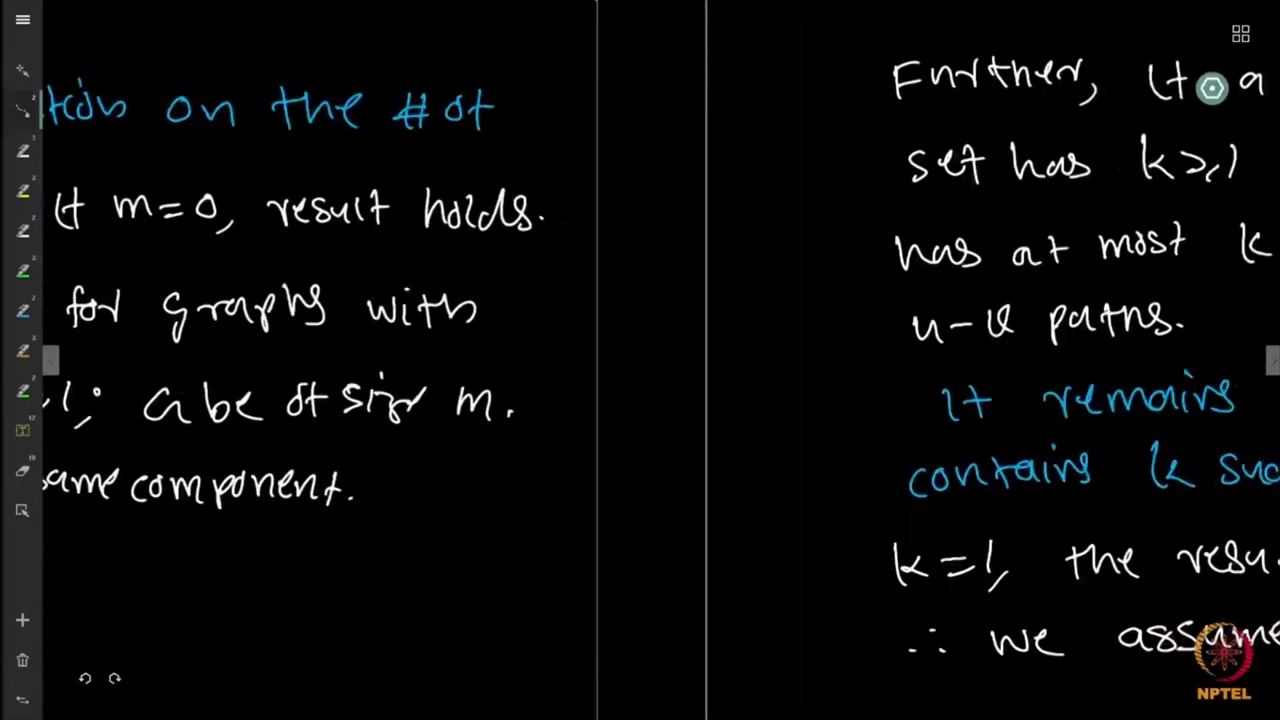 tion on the # of
If m=0, result holds.
for graphs with
G be of size m.
ame component.
Further, If a
set has k≥1
has at most k
u-v paths.
It remains
contains k suc
k=1, the resu
∴ we assume
NPTEL